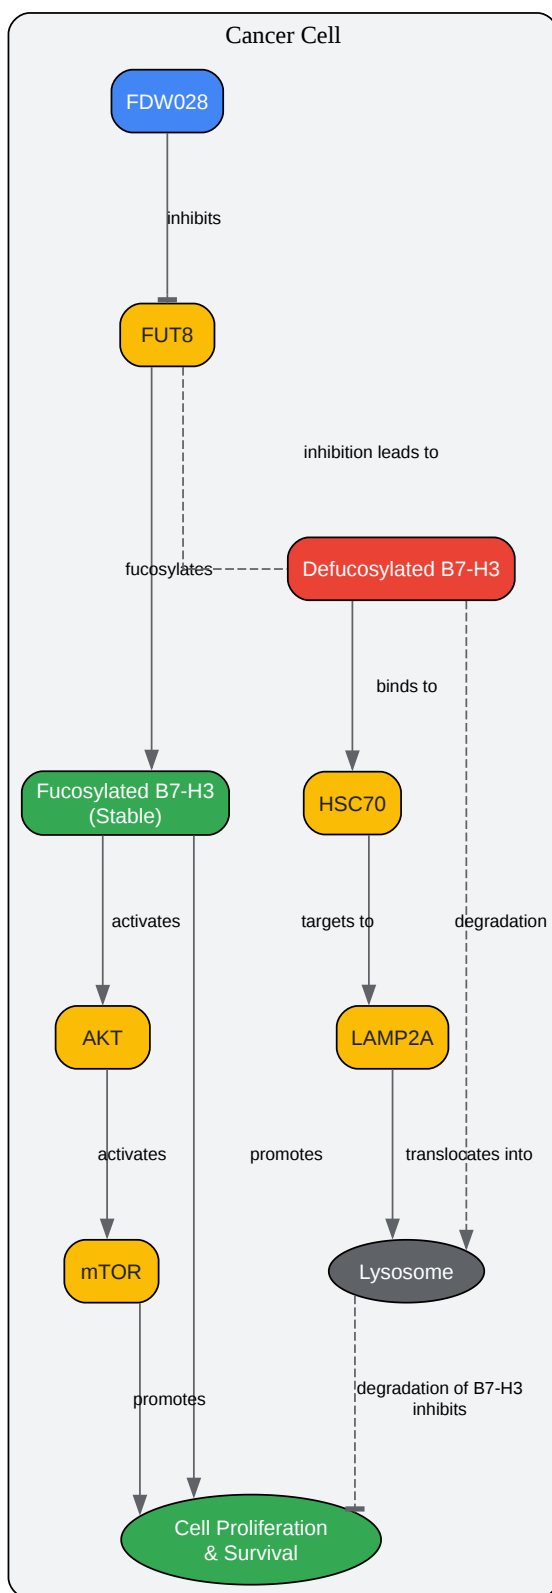 Cancer Cell
FDW028
inhibits
FUT8
inhibition leads to
fucosylates
Defucosylated B7-H3
binds to
Fucosylated B7-H3
(Stable)
HSC70
activates
targets to
degradation
AKT
LAMP2A
activates
promotes
translocates into
mTOR
Lysosome
promotes
degradation of B7-H3
inhibits
Cell Proliferation
& Survival